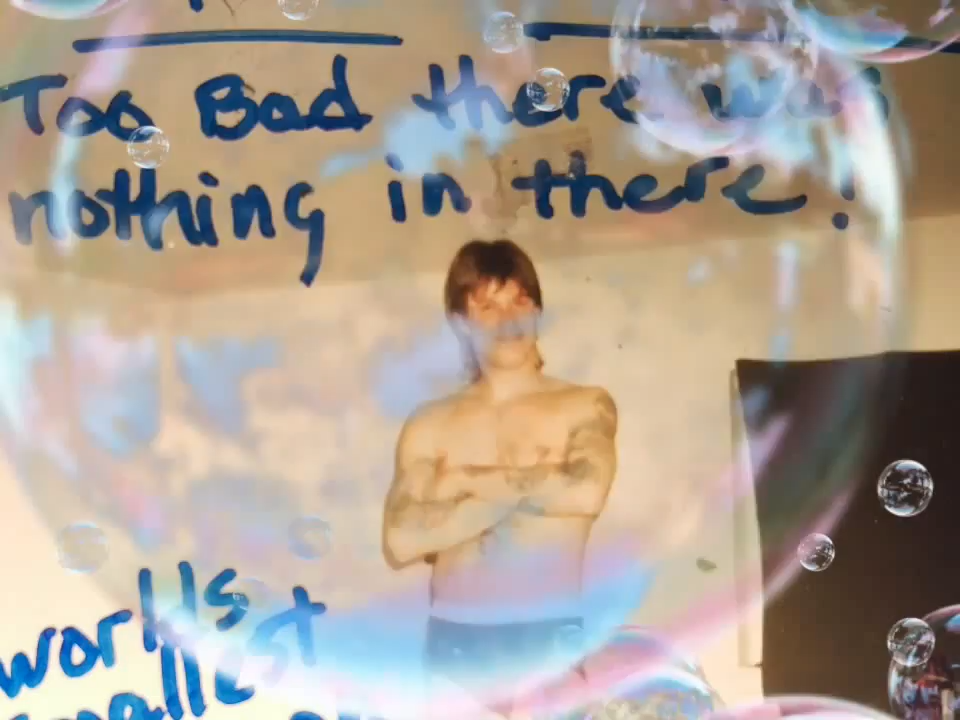 Too Bad there was
nothing in there!
worlds
smallest